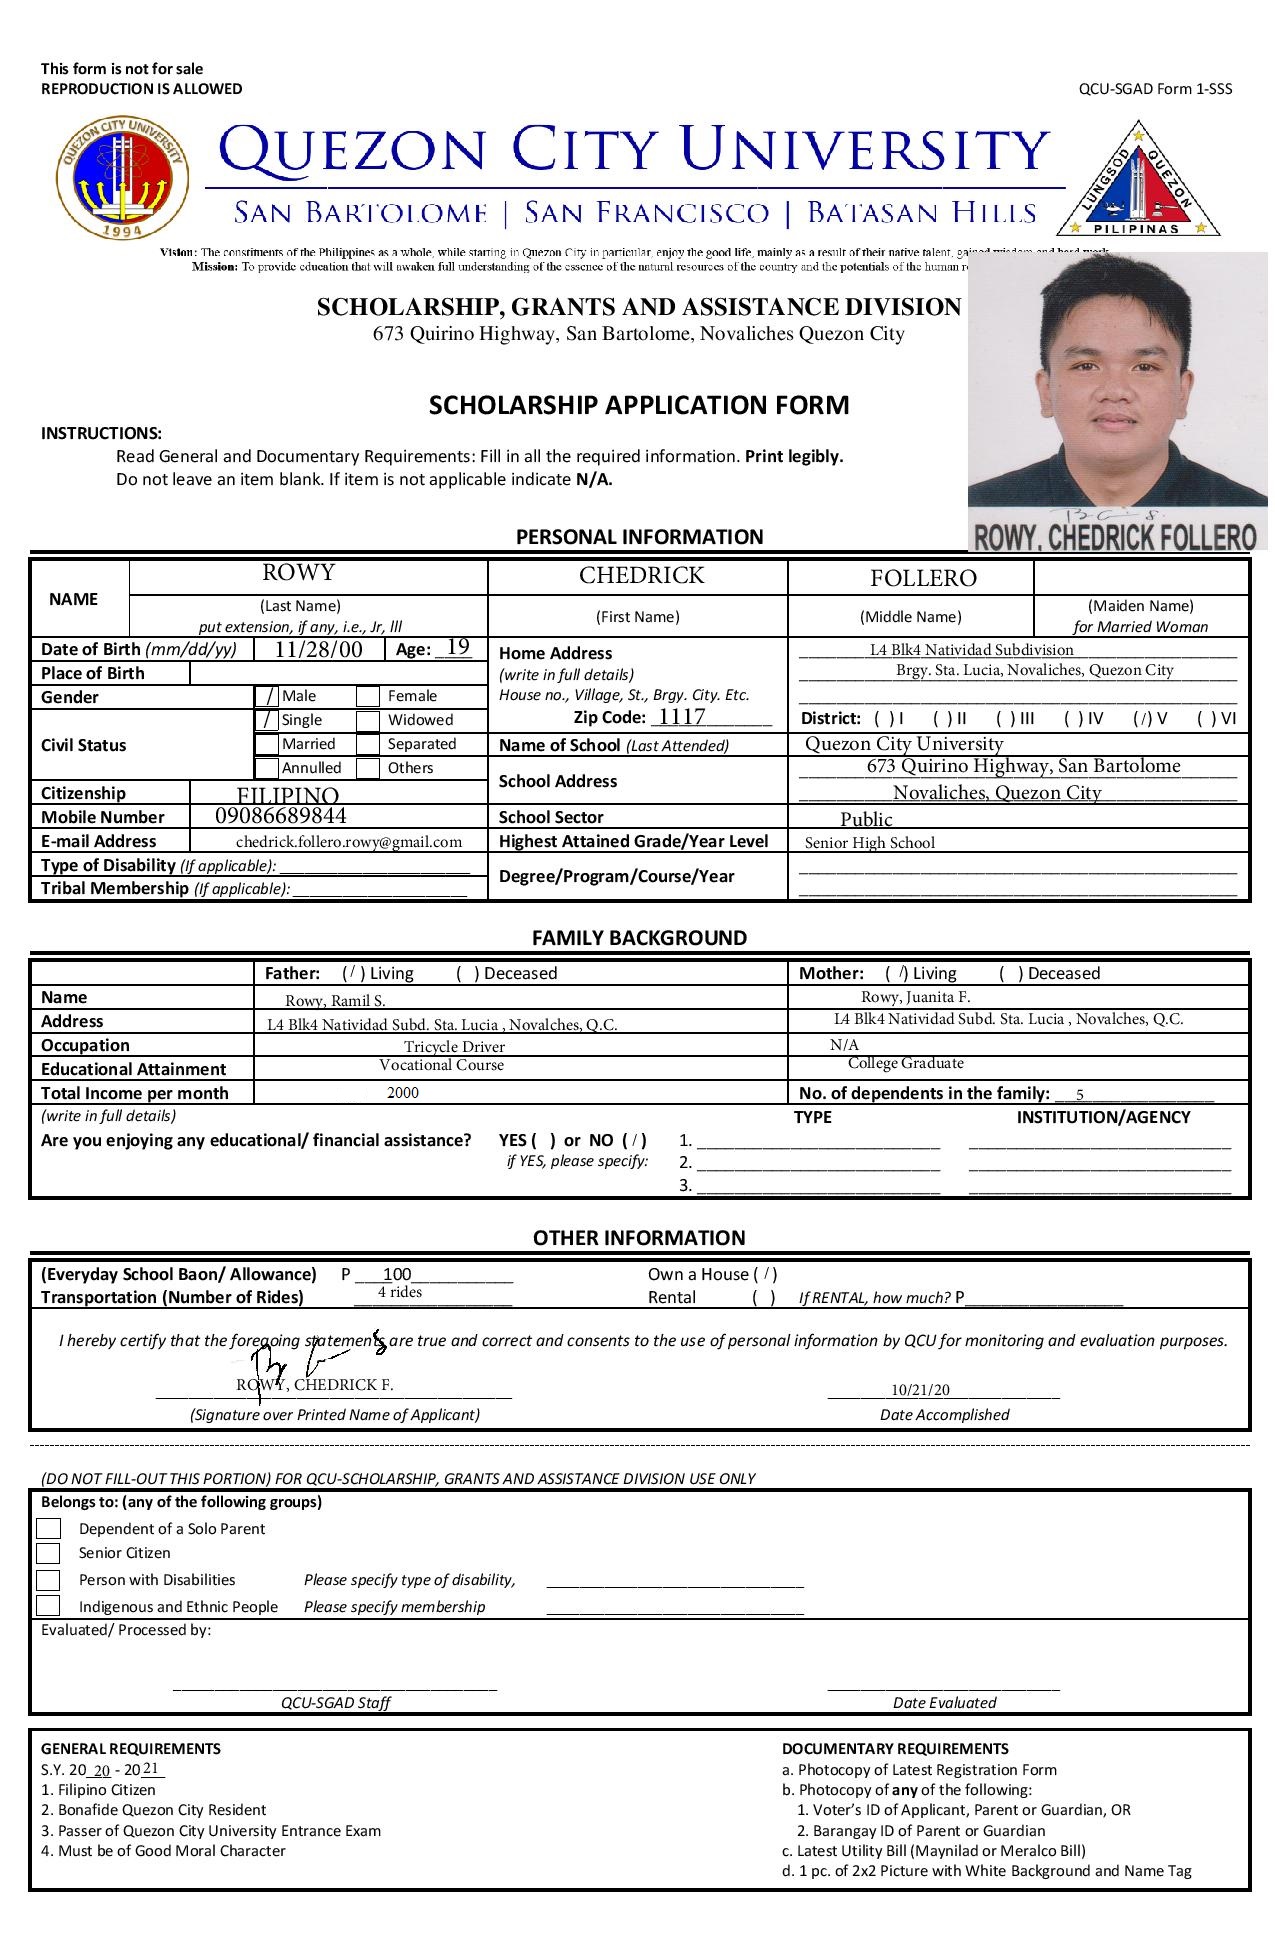 This form is not for sale
REPRODUCTION IS ALLOWED
QCU-SGAD Form 1-SSS
QUEZON CITY UNIVERSITY
1994
QUEZON CITY UNIVERSITY
SAN BARTOLOME | SAN FRANCISCO | BATASAN HILLS
LUNGSOD QUEZON
PILIPINAS
Vision: The constituents of the Philippines as a whole, while starting in Quezon City in particular, enjoy the good life, mainly as a result of their native talent, gained wisdom and hard work.
Mission: To provide education that will awaken full understanding of the essence of the natural resources of the country and the potentials of the human
SCHOLARSHIP, GRANTS AND ASSISTANCE DIVISION
673 Quirino Highway, San Bartolome, Novaliches Quezon City
SCHOLARSHIP APPLICATION FORM
INSTRUCTIONS:
Read General and Documentary Requirements: Fill in all the required information. Print legibly.
Do not leave an item blank. If item is not applicable indicate N/A.
ROWY, CHEDRICK FOLLERO
PERSONAL INFORMATION
NAME ROWY CHEDRICK FOLLERO
(Last Name) (First Name) (Middle Name) (Maiden Name)
put extension, if any, i.e., Jr, lll for Married Woman
Date of Birth (mm/dd/yy) 11/28/00 Age: 19
Place of Birth
Gender / Male Female
Civil Status / Single Widowed
Married Separated
Annulled Others
Citizenship FILIPINO
Mobile Number 09086689844
E-mail Address chedrick.follero.rowy@gmail.com
Type of Disability (If applicable): ____
Tribal Membership (If applicable): ____
Home Address L4 Blk4 Natividad Subdivision
(write in full details) Brgy. Sta. Lucia, Novaliches, Quezon City
House no., Village, St., Brgy. City. Etc.
Zip Code: 1117 District: ( ) I ( ) II ( ) III ( ) IV (/) V ( ) VI
Name of School (Last Attended) Quezon City University
School Address 673 Quirino Highway, San Bartolome
Novaliches, Quezon City
School Sector Public
Highest Attained Grade/Year Level Senior High School
Degree/Program/Course/Year
FAMILY BACKGROUND
Father: ( / ) Living ( ) Deceased Mother: ( /) Living ( ) Deceased
Name Rowy, Ramil S. Rowy, Juanita F.
Address L4 Blk4 Natividad Subd. Sta. Lucia , Novalches, Q.C. L4 Blk4 Natividad Subd. Sta. Lucia , Novalches, Q.C.
Occupation Tricycle Driver N/A
Educational Attainment Vocational Course College Graduate
Total Income per month 2000 No. of dependents in the family: 5
(write in full details) TYPE INSTITUTION/AGENCY
Are you enjoying any educational/ financial assistance? YES ( ) or NO ( / ) 1. ____
if YES, please specify: 2. ____
3. ____
OTHER INFORMATION
(Everyday School Baon/ Allowance) P 100 Own a House ( / )
Transportation (Number of Rides) 4 rides Rental ( ) If RENTAL, how much? P____
I hereby certify that the foregoing statements are true and correct and consents to the use of personal information by QCU for monitoring and evaluation purposes.
ROWY, CHEDRICK F. 10/21/20
(Signature over Printed Name of Applicant) Date Accomplished
(DO NOT FILL-OUT THIS PORTION) FOR QCU-SCHOLARSHIP, GRANTS AND ASSISTANCE DIVISION USE ONLY
Belongs to: (any of the following groups)
Dependent of a Solo Parent
Senior Citizen
Person with Disabilities Please specify type of disability, ____
Indigenous and Ethnic People Please specify membership ____
Evaluated/ Processed by:
QCU-SGAD Staff Date Evaluated
GENERAL REQUIREMENTS
S.Y. 20 20 - 20 21
1. Filipino Citizen
2. Bonafide Quezon City Resident
3. Passer of Quezon City University Entrance Exam
4. Must be of Good Moral Character
DOCUMENTARY REQUIREMENTS
a. Photocopy of Latest Registration Form
b. Photocopy of any of the following:
1. Voter's ID of Applicant, Parent or Guardian, OR
2. Barangay ID of Parent or Guardian
c. Latest Utility Bill (Maynilad or Meralco Bill)
d. 1 pc. of 2x2 Picture with White Background and Name Tag